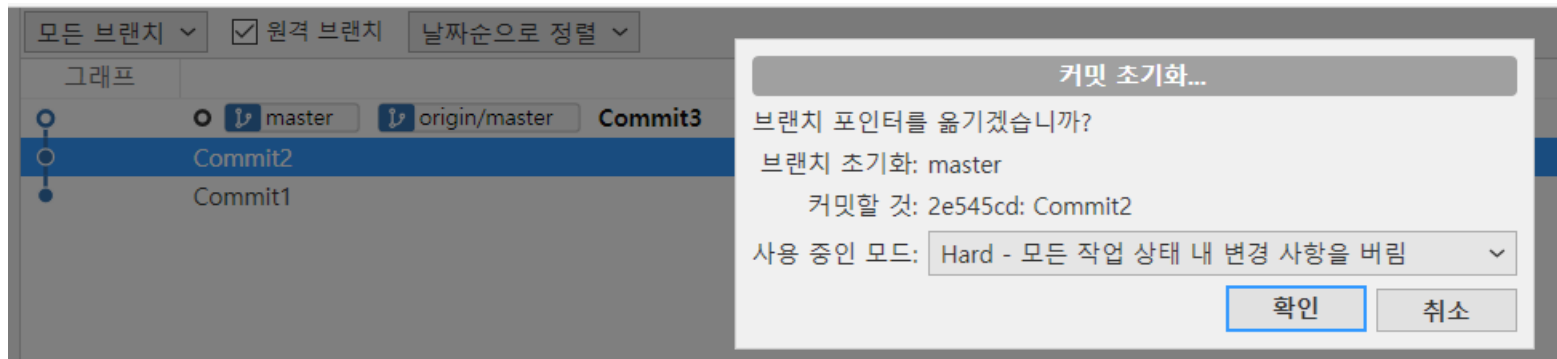 모든 브랜치 원격 브랜치 날짜순으로 정렬
그래프
master origin/master Commit3
Commit2
Commit1
커밋 초기화...
브랜치 포인터를 옮기겠습니까?
브랜치 초기화: master
커밋할 것: 2e545cd: Commit2
사용 중인 모드: Hard - 모든 작업 상태 내 변경 사항을 버림
확인 취소